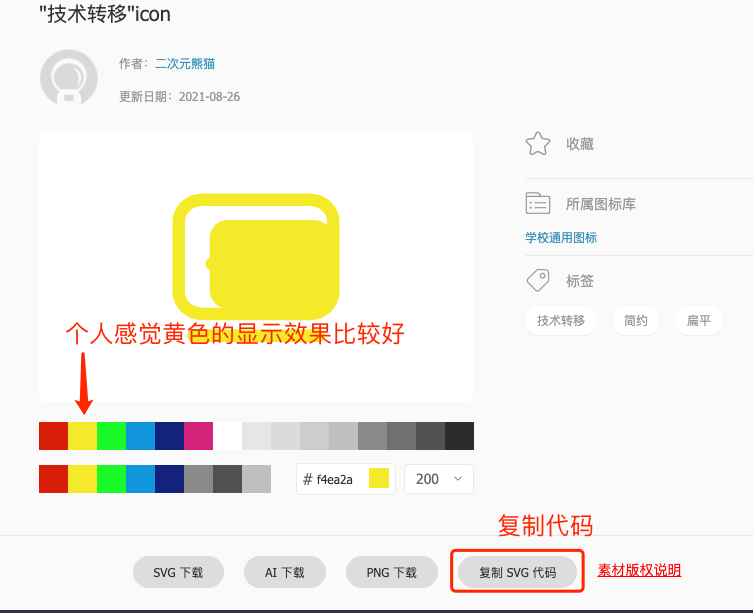 "技术转移"icon
作者：二次元熊猫
更新日期：2021-08-26
收藏
所属图标库
学校通用图标
标签
技术转移 简约 扁平
个人感觉黄色的显示效果比较好
# f4ea2a 200
复制代码
SVG 下载 AI 下载 PNG 下载 复制 SVG 代码 素材版权说明